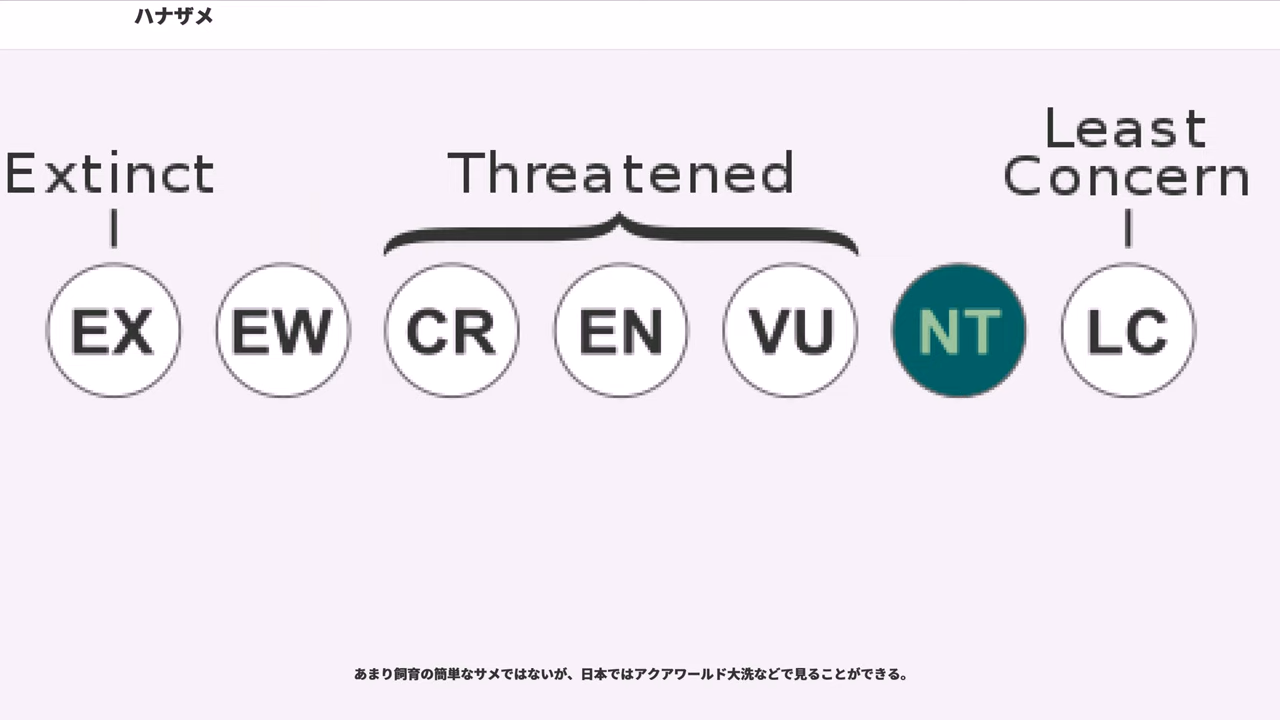 ハナザメ
Least
Extinct Threatened Concern
EX EW CR EN VU NT LC
あまり飼育の簡単なサメではないが、日本ではアクアワールド大洗などで見ることができる。